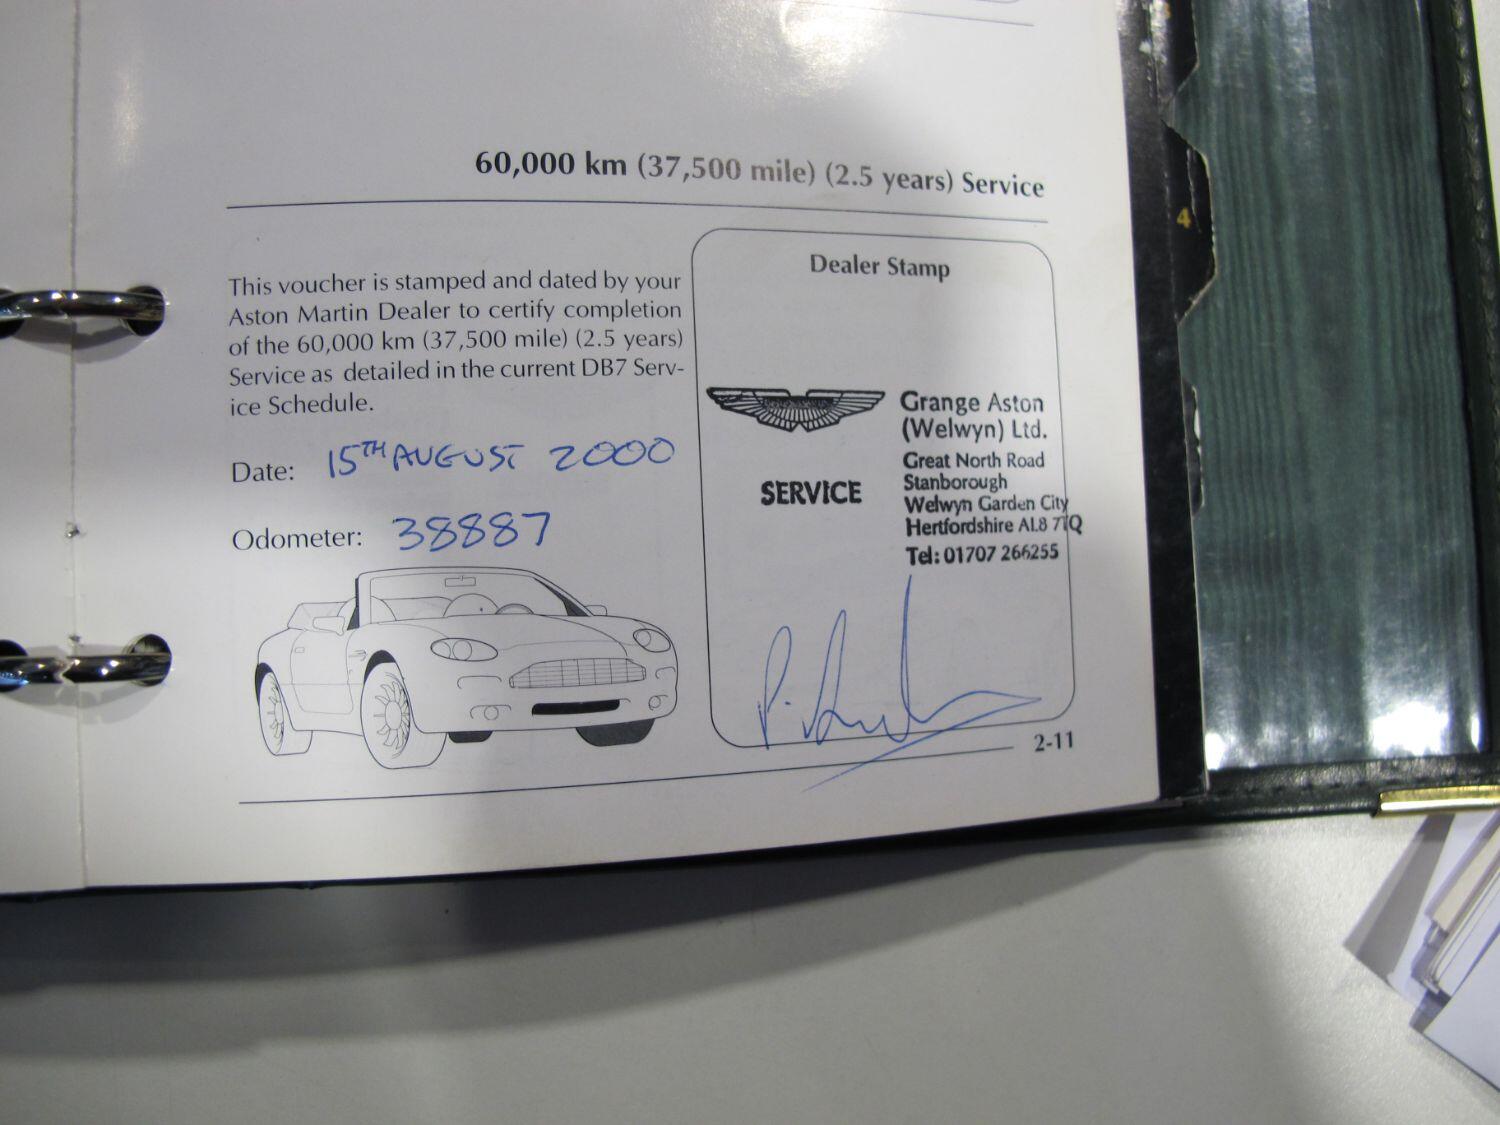 60,000 km (37,500 mile) (2.5 years) Service
This voucher is stamped and dated by your
Aston Martin Dealer to certify completion
of the 60,000 km (37,500 mile) (2.5 years)
Service as detailed in the current DB7 Serv-
ice Schedule.
Date: 15TH AUGUST 2000
Odometer: 38887
Dealer Stamp
Grange Aston
(Welwyn) Ltd.
SERVICE
Great North Road
Stanborough
Welwyn Garden City
Hertfordshire AL8 7TQ
Tel: 01707 266255
2-11
4